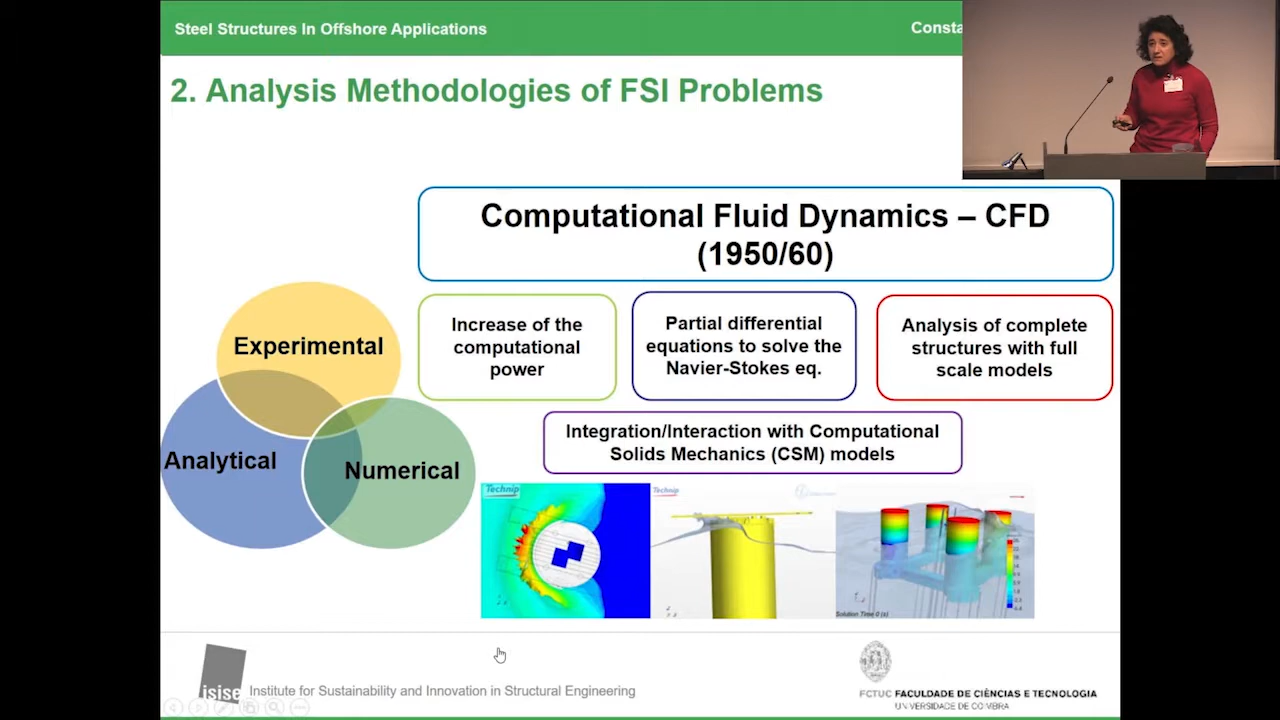 Steel Structures In Offshore Applications
Consta
2. Analysis Methodologies of FSI Problems
Computational Fluid Dynamics – CFD
(1950/60)
Experimental
Analytical
Numerical
Increase of the
computational
power
Partial differential
equations to solve the
Navier-Stokes eq.
Analysis of complete
structures with full
scale models
Integration/Interaction with Computational
Solids Mechanics (CSM) models
Technip
Technip
Solution Time 0 (s)
isise
Institute for Sustainability and Innovation in Structural Engineering
FCTUC FACULDADE DE CIÊNCIAS E TECNOLOGIA
UNIVERSIDADE DE COIMBRA